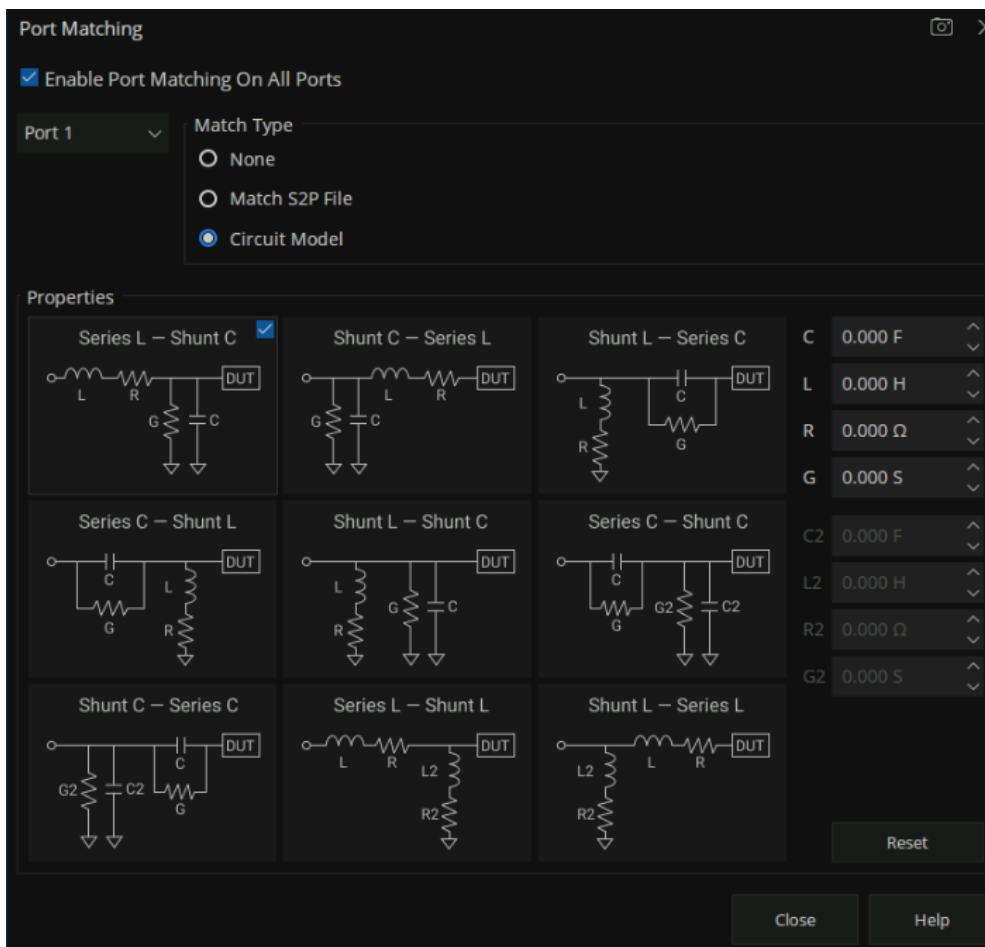 Port Matching
Enable Port Matching On All Ports
Port 1
Match Type
None
Match S2P File
Circuit Model
Properties
Series L — Shunt C
L
R
G
C
DUT
Shunt C — Series L
G
C
L
R
DUT
Shunt L — Series C
L
R
C
G
DUT
C 0.000 F
L 0.000 H
R 0.000 Ω
G 0.000 S
Series C — Shunt L
C
G
L
R
DUT
Shunt L — Shunt C
L
R
G
C
DUT
Series C — Shunt C
C
G
G2
C2
DUT
C2 0.000 F
L2 0.000 H
R2 0.000 Ω
G2 0.000 S
Shunt C — Series C
G2
C2
C
G
DUT
Series L — Shunt L
L
R
L2
R2
DUT
Shunt L — Series L
L2
R2
L
R
DUT
Reset
Close
Help